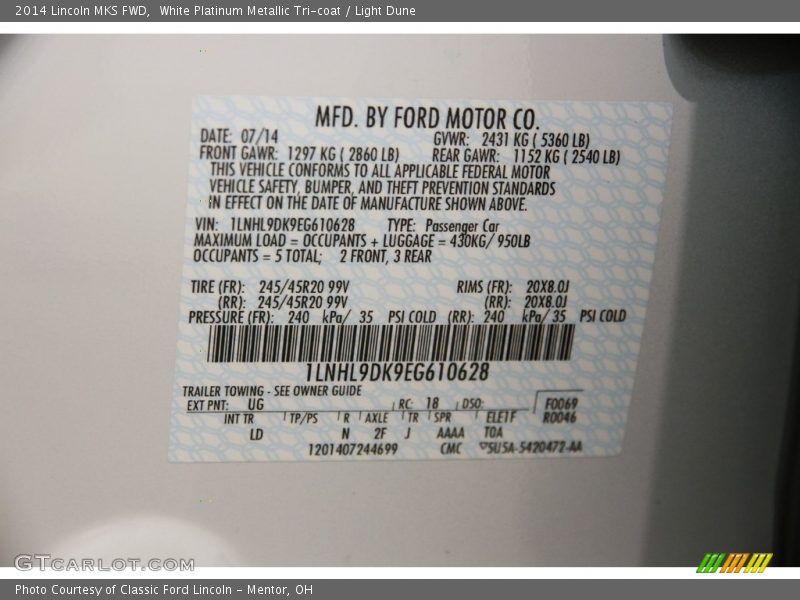 2014 Lincoln MKS FWD,  White Platinum Metallic Tri-coat / Light Dune
MFD. BY FORD MOTOR CO.
DATE: 07/14
GVWR: 2431 KG ( 5360 LB)
FRONT GAWR: 1297 KG ( 2860 LB)
REAR GAWR: 1152 KG ( 2540 LB)
THIS VEHICLE CONFORMS TO ALL APPLICABLE FEDERAL MOTOR
VEHICLE SAFETY, BUMPER, AND THEFT PREVENTION STANDARDS
IN EFFECT ON THE DATE OF MANUFACTURE SHOWN ABOVE.
VIN: 1LNHL9DK9EG610628 TYPE: Passenger Car
MAXIMUM LOAD = OCCUPANTS + LUGGAGE = 430KG/ 950LB
OCCUPANTS = 5 TOTAL; 2 FRONT, 3 REAR
TIRE (FR): 245/45R20 99V RIMS (FR): 20X8.0J
(RR): 245/45R20 99V (RR): 20X8.0J
PRESSURE (FR): 240 kPa/ 35 PSI COLD (RR): 240 kPa/ 35 PSI COLD
1LNHL9DK9EG610628
TRAILER TOWING - SEE OWNER GUIDE
EXT PNT: UG RC: 18 DSO: F0069
INT TR TP/PS R AXLE TR SPR ELE1F R0046
LD N 2F J AAAA TOA
1201407244699 CMC SU5A-5420472-AA
GTCARLOT.COM
Photo Courtesy of Classic Ford Lincoln - Mentor, OH